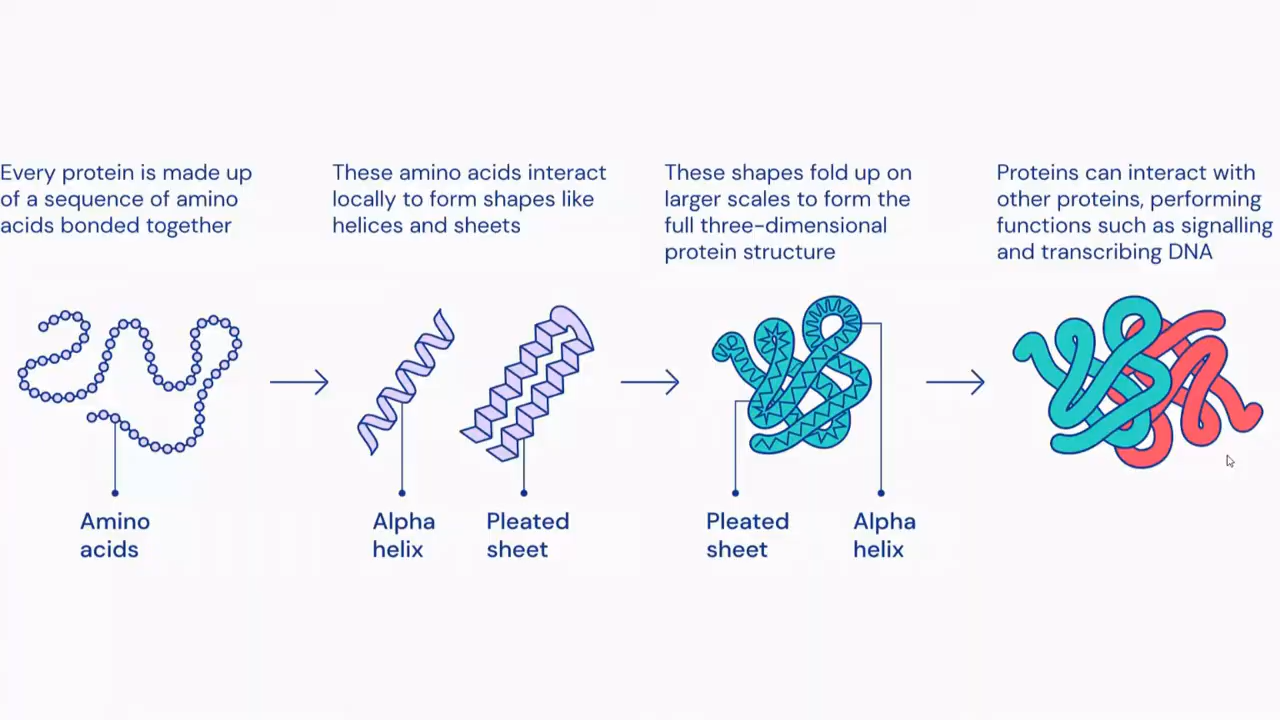 Every protein is made up
of a sequence of amino
acids bonded together
These amino acids interact
locally to form shapes like
helices and sheets
These shapes fold up on
larger scales to form the
full three-dimensional
protein structure
Proteins can interact with
other proteins, performing
functions such as signalling
and transcribing DNA
Amino
acids
Alpha
helix
Pleated
sheet
Pleated
sheet
Alpha
helix